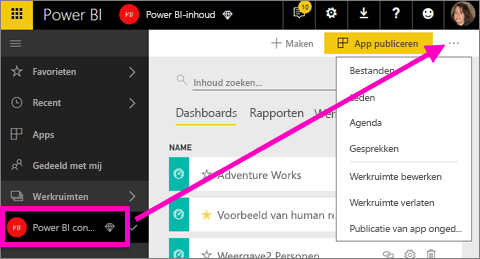 Power BI PB Power BI-inhoud 10
Maken App publiceren
Favorieten
Recent
Apps
Gedeeld met mij
Werkruimten
PB Power BI con...
Inhoud zoeken...
Dashboards Rapporten
NAME
Adventure Works
Voorbeeld van human re
Weergave2 Personen
Bestanden
Agenda
Gesprekken
Werkruimte bewerken
Werkruimte verlaten
Publicatie van app onged...